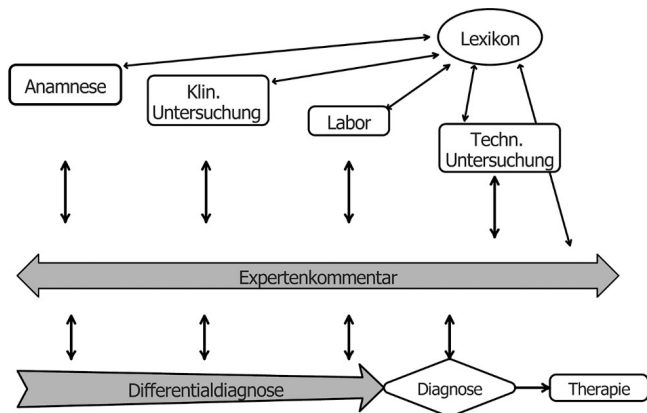 Lexikon
Anamnese
Klin.
Untersuchung
Labor
Techn.
Untersuchung
Expertenkommentar
Differentialdiagnose
Diagnose
Therapie